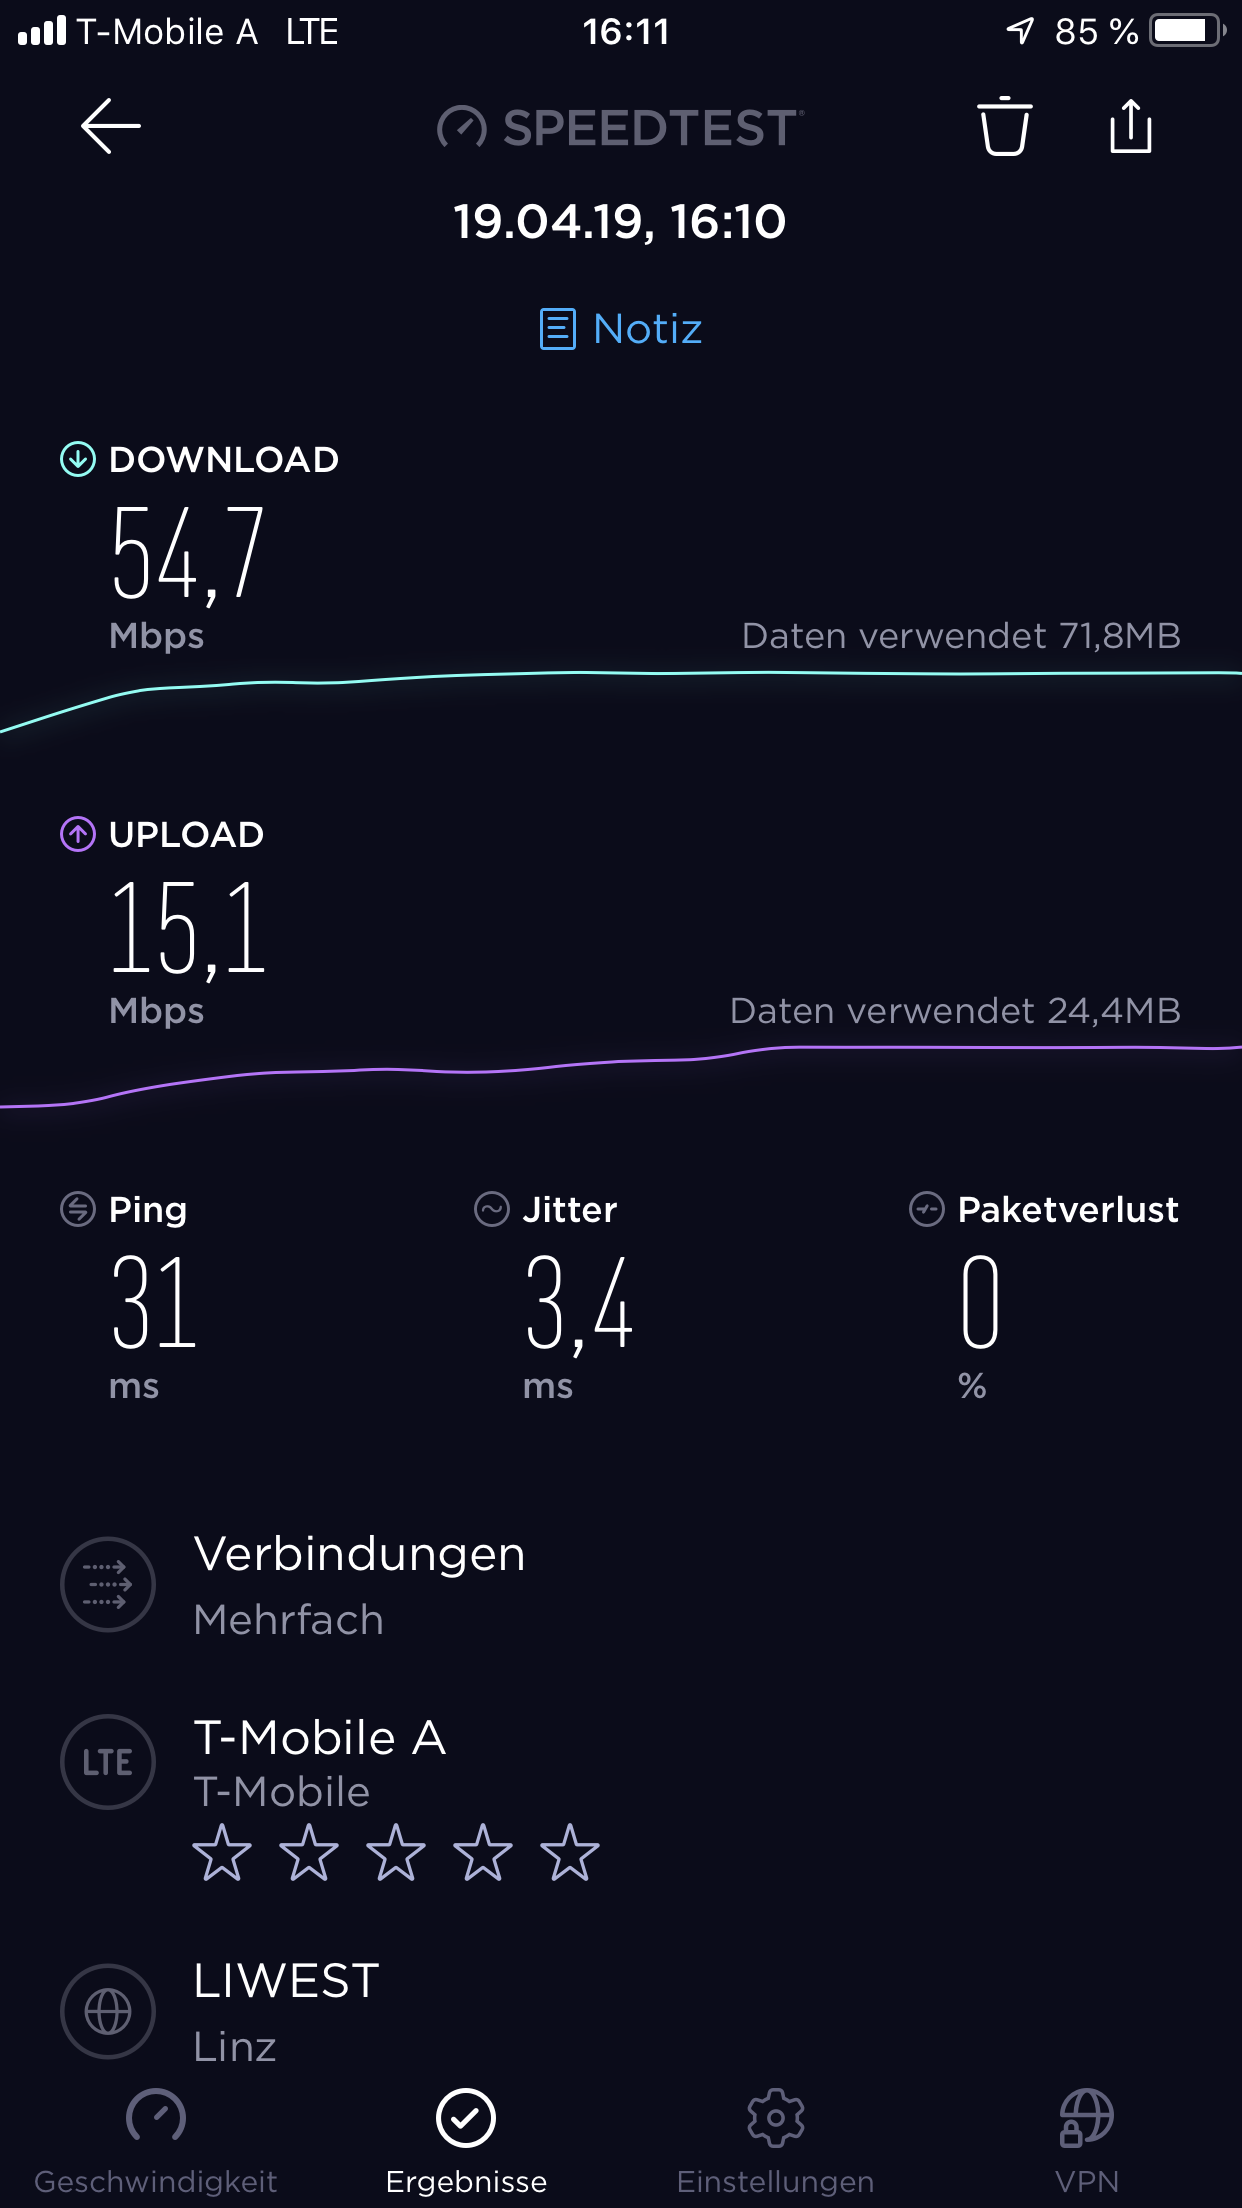 T-Mobile A LTE 16:11 85 %
SPEEDTEST®
19.04.19, 16:10
Notiz
DOWNLOAD
54,7
Mbps Daten verwendet 71,8MB
UPLOAD
15,1
Mbps Daten verwendet 24,4MB
Ping Jitter Paketverlust
31 3,4 0
ms ms %
Verbindungen
Mehrfach
LTE T-Mobile A
T-Mobile
LIWEST
Linz
Geschwindigkeit Ergebnisse Einstellungen VPN